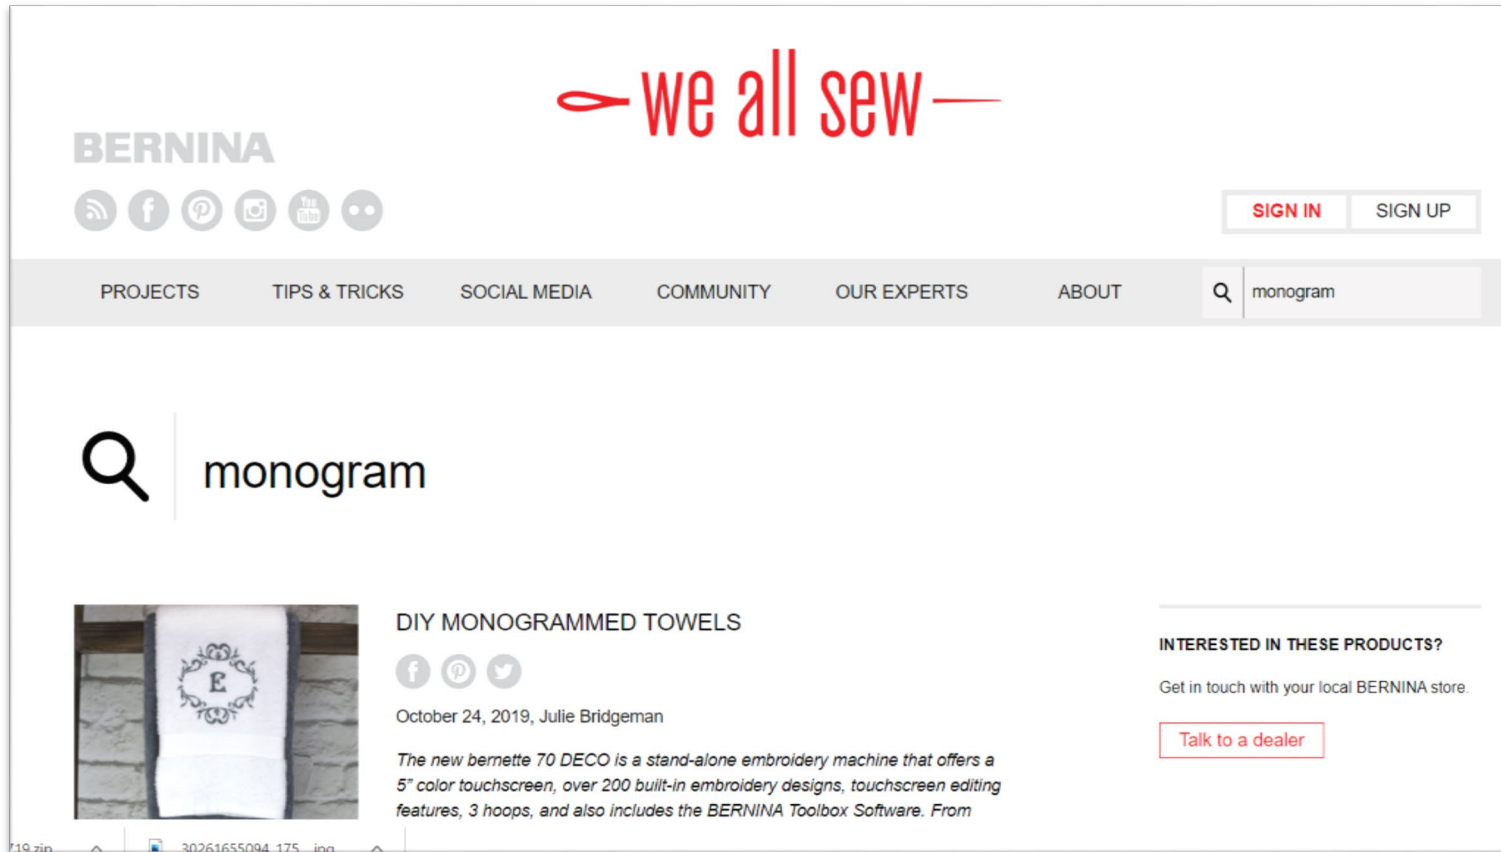 we all sew
BERNINA
You
Tube
SIGN IN
SIGN UP
PROJECTS
TIPS & TRICKS
SOCIAL MEDIA
COMMUNITY
OUR EXPERTS
ABOUT
monogram
monogram
E
DIY MONOGRAMMED TOWELS
October 24, 2019, Julie Bridgeman
The new bernette 70 DECO is a stand-alone embroidery machine that offers a
5” color touchscreen, over 200 built-in embroidery designs, touchscreen editing
features, 3 hoops, and also includes the BERNINA Toolbox Software. From
INTERESTED IN THESE PRODUCTS?
Get in touch with your local BERNINA store.
Talk to a dealer